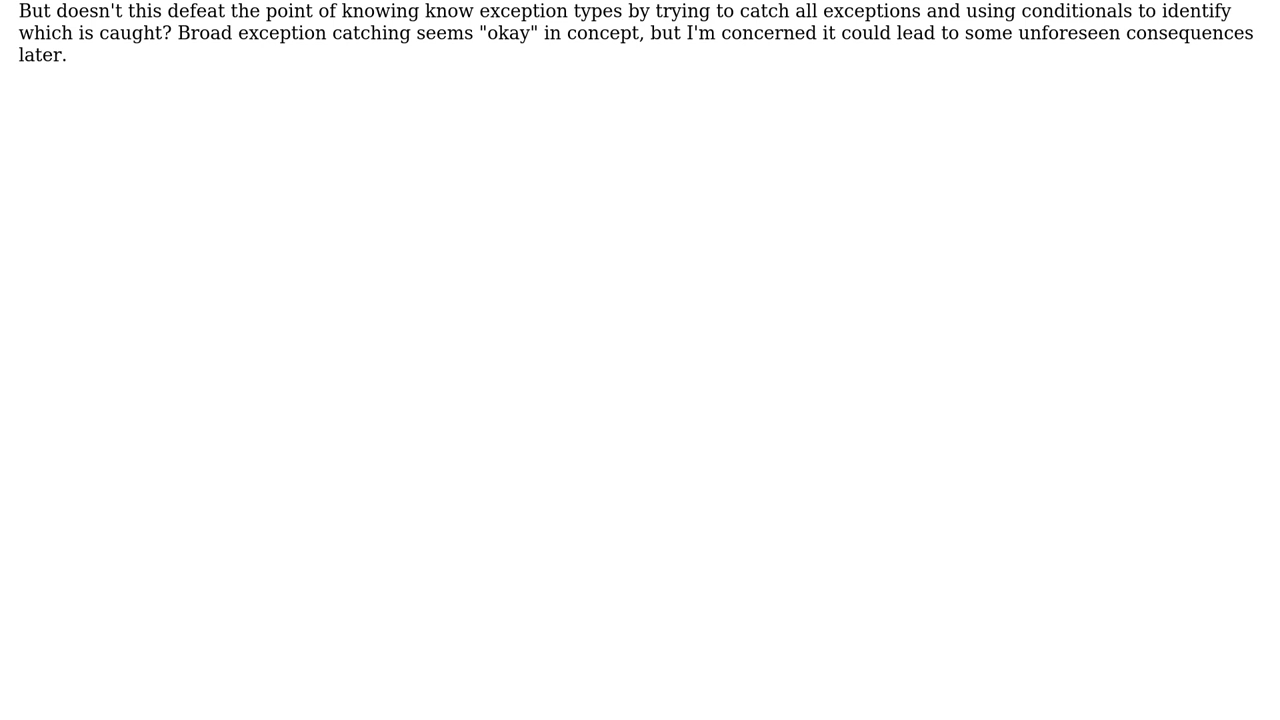 But doesn't this defeat the point of knowing know exception types by trying to catch all exceptions and using conditionals to identify
which is caught? Broad exception catching seems "okay" in concept, but I'm concerned it could lead to some unforeseen consequences
later.